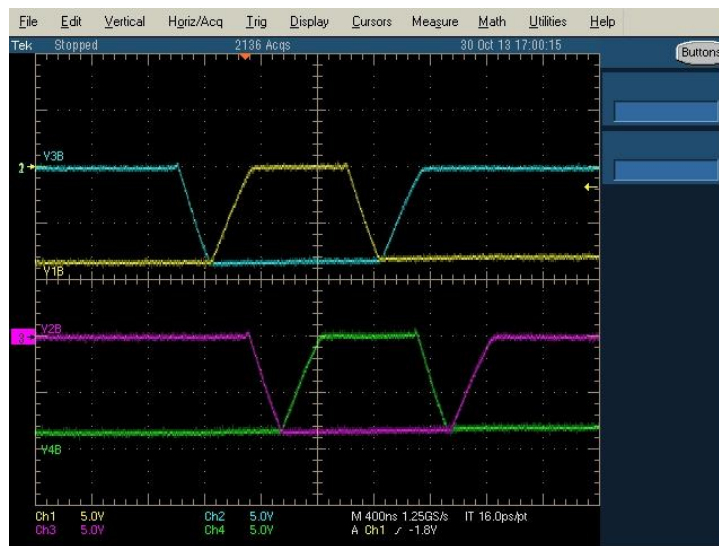 File Edit Vertical Horiz/Acq Trig Display Cursors Measure Math Utilities Help
Tek Stopped 2136 Acqs 30 Oct 13 17:00:15
Buttons
V3B
2
V1B
V2B
3
V4B
Ch1 5.0V Ch2 5.0V M 400ns 1.25GS/s IT 16.0ps/pt
Ch3 5.0V Ch4 5.0V A Ch1 -1.8V